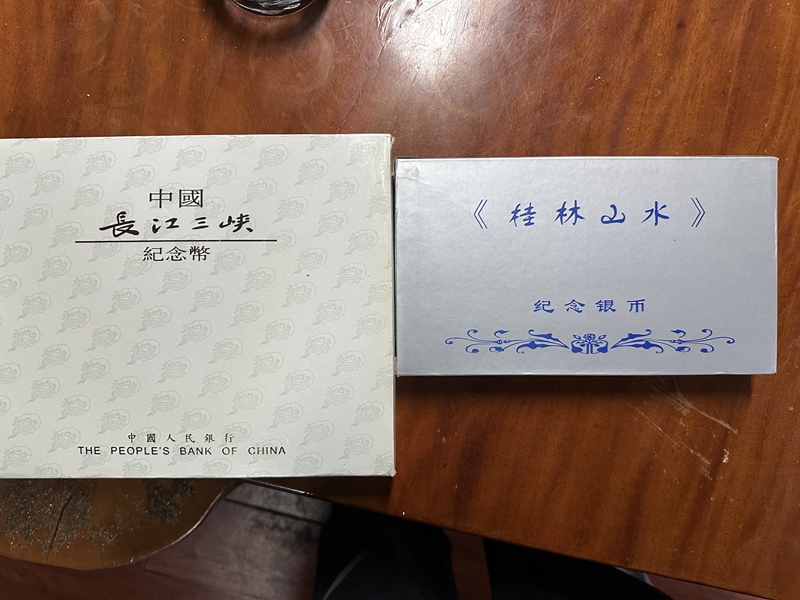 中國
長江三峽
紀念幣
中國人民銀行
THE PEOPLE'S BANK OF CHINA
《桂林山水》
纪念银币